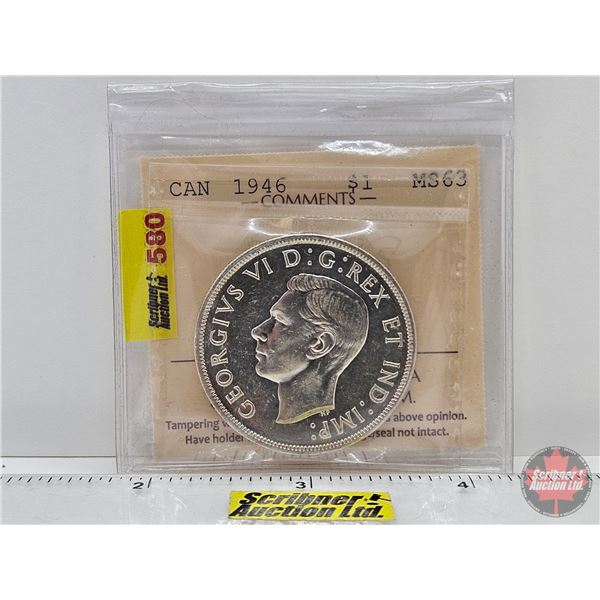 CAN 1946 $1 MS63
COMMENTS
580
Scribner Auction Ltd.
GEORGIVS VI D:G:REX ET IND:IMP:
HP
A
M.
Tampering w above opinion.
Have holder /seal not intact.
2 3 4
Scribner Auction Ltd.
Scribner
Auction Ltd.